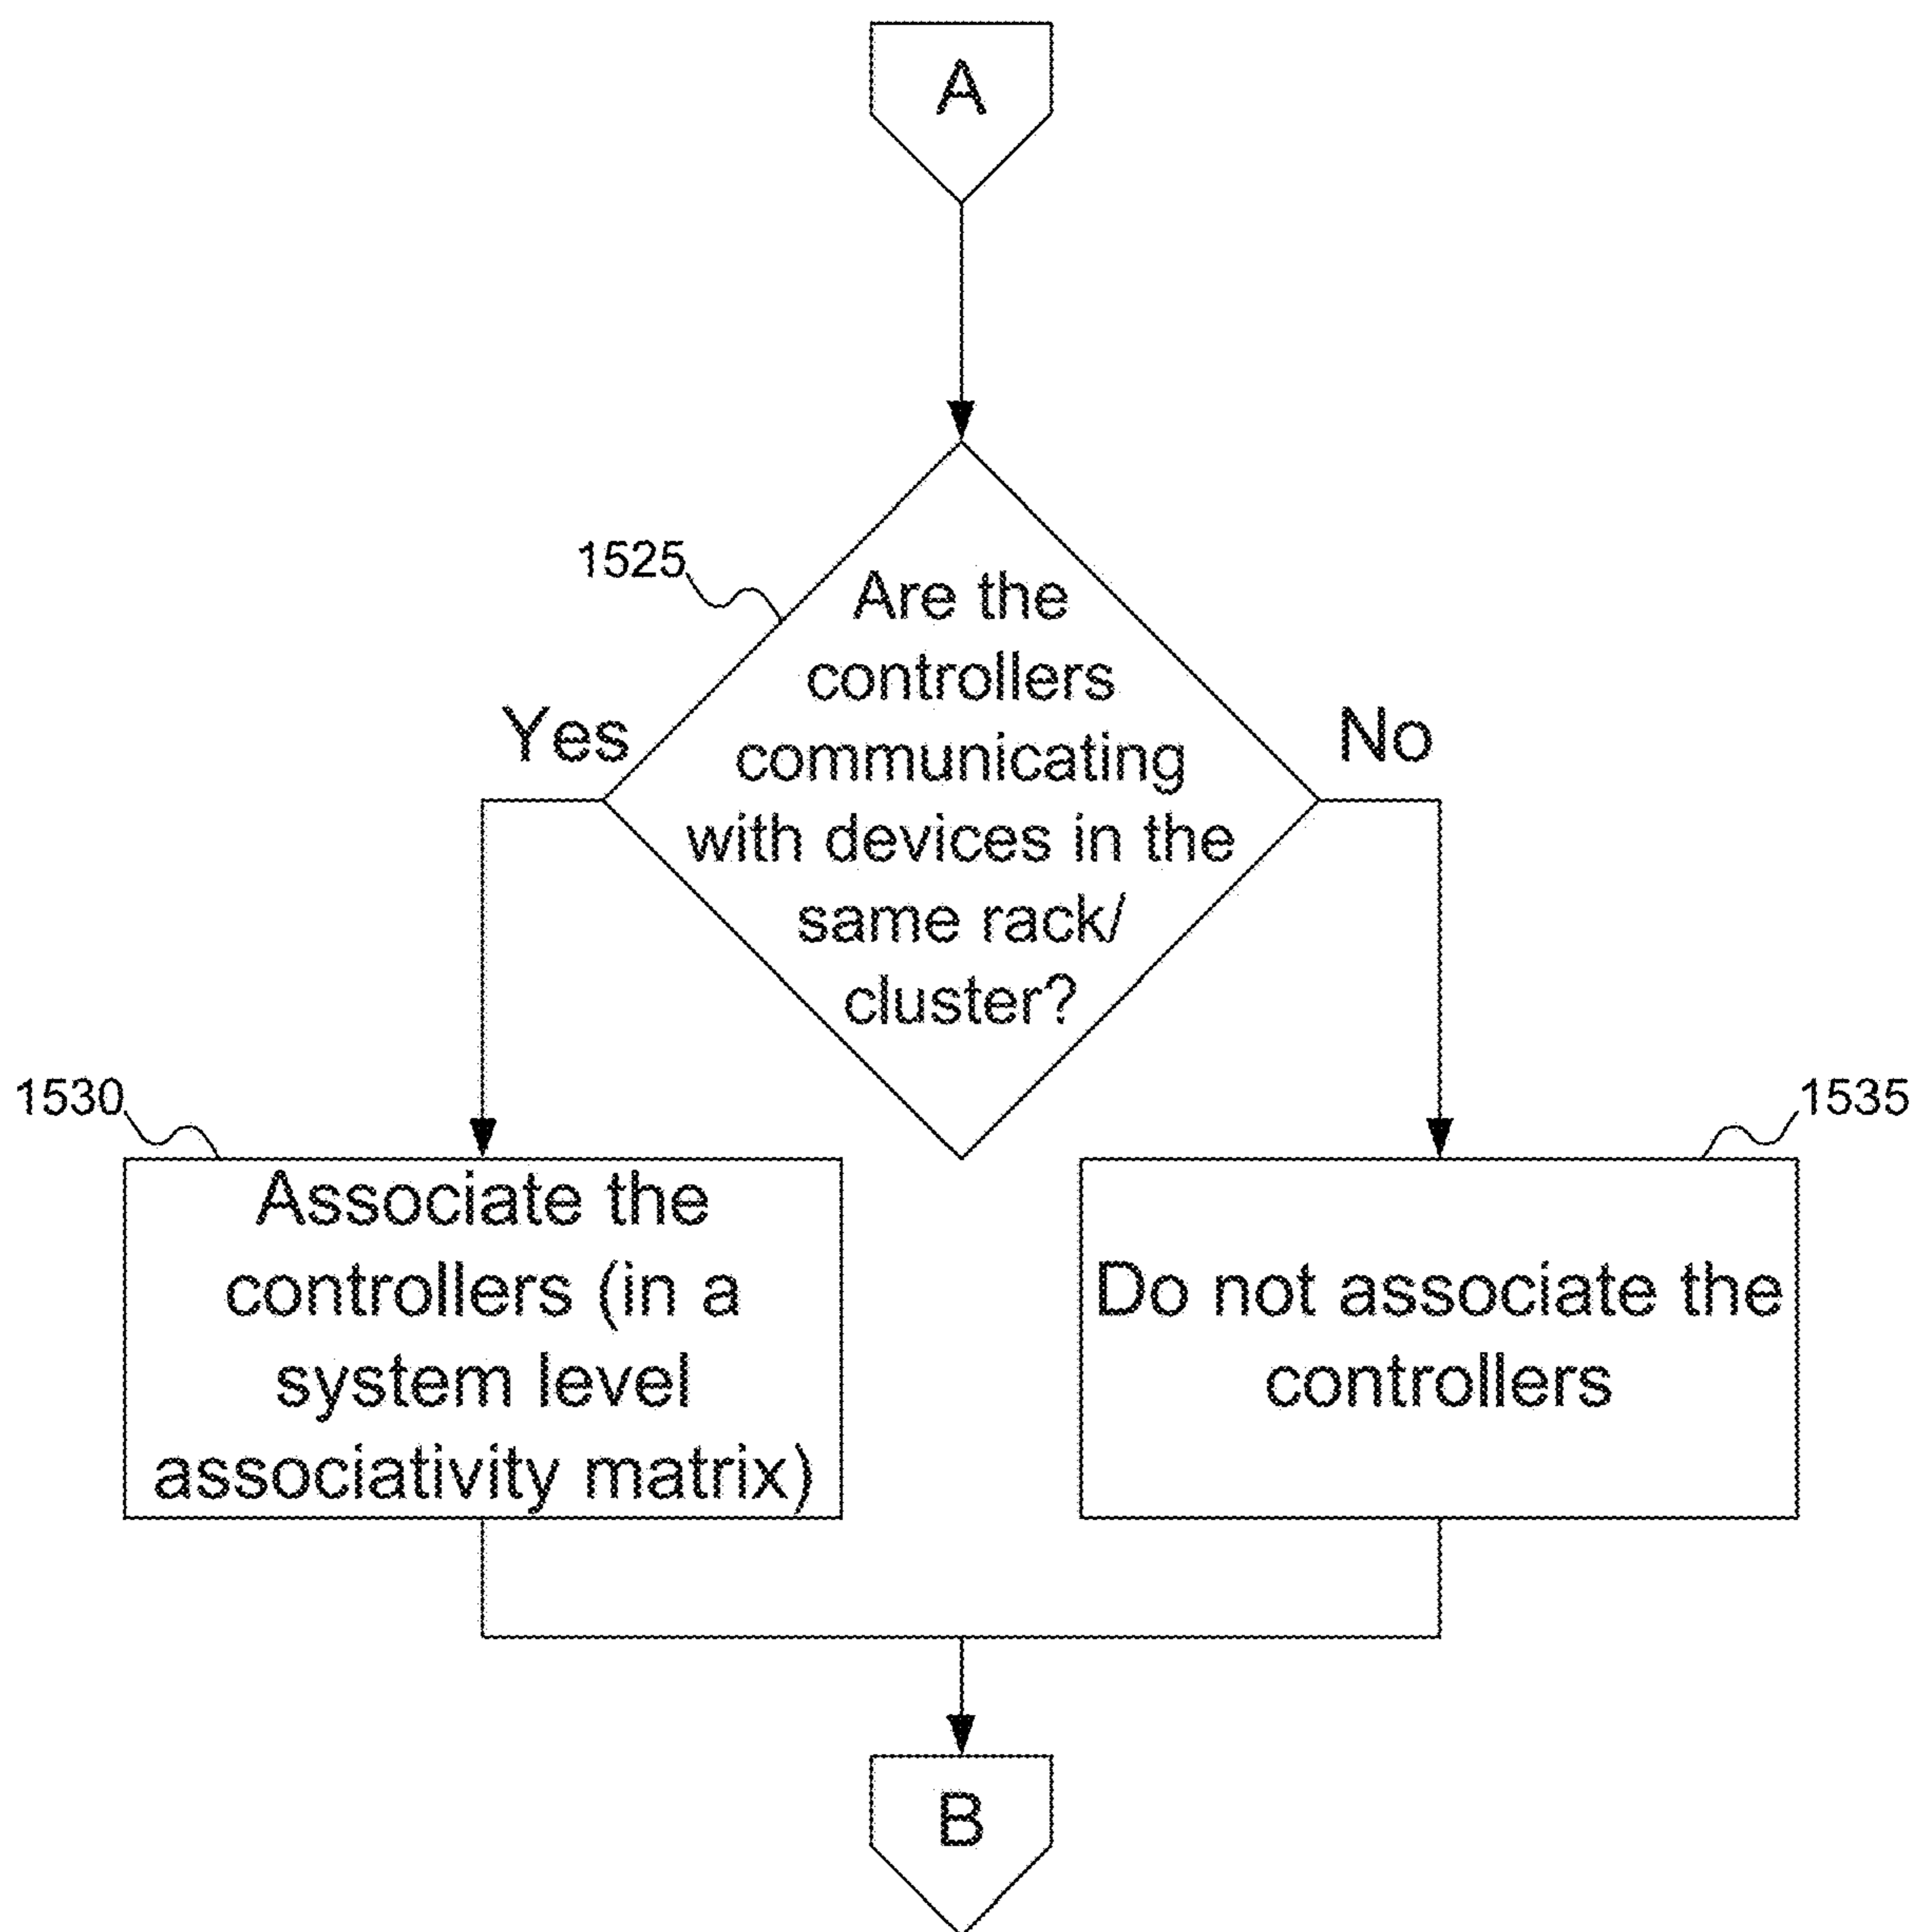 A
1525
Are the
controllers
communicating
with devices in the
same rack/
cluster?
Yes
No
1530
1535
Associate the
controllers (in a
system level
associativity matrix)
Do not associate the
controllers
B